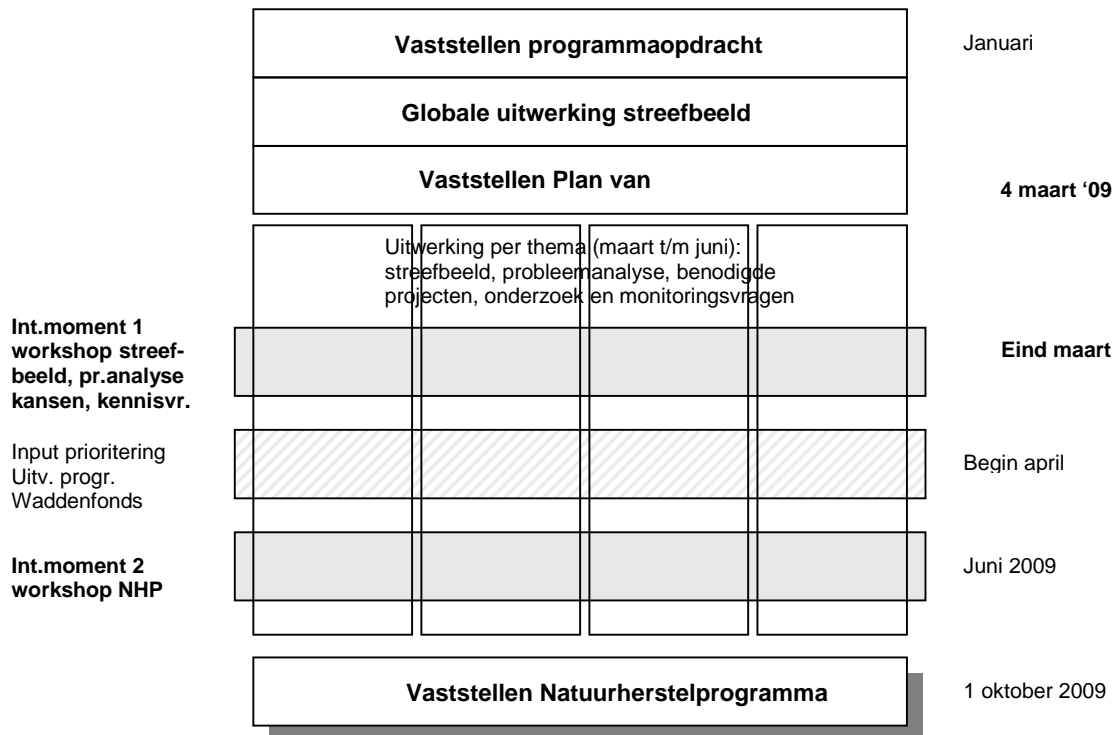 Vaststellen programmaopdracht
Januari
Globale uitwerking streefbeeld
Vaststellen Plan van
4 maart ‘09
Uitwerking per thema (maart t/m juni):
streefbeeld, probleemanalyse, benodigde
projecten, onderzoek en monitoringsvragen
Int.moment 1
workshop streef-
beeld, pr.analyse
kansen, kennisvr.
Eind maart
Input prioritering
Uitv. progr.
Waddenfonds
Begin april
Int.moment 2
workshop NHP
Juni 2009
Vaststellen Natuurherstelprogramma
1 oktober 2009